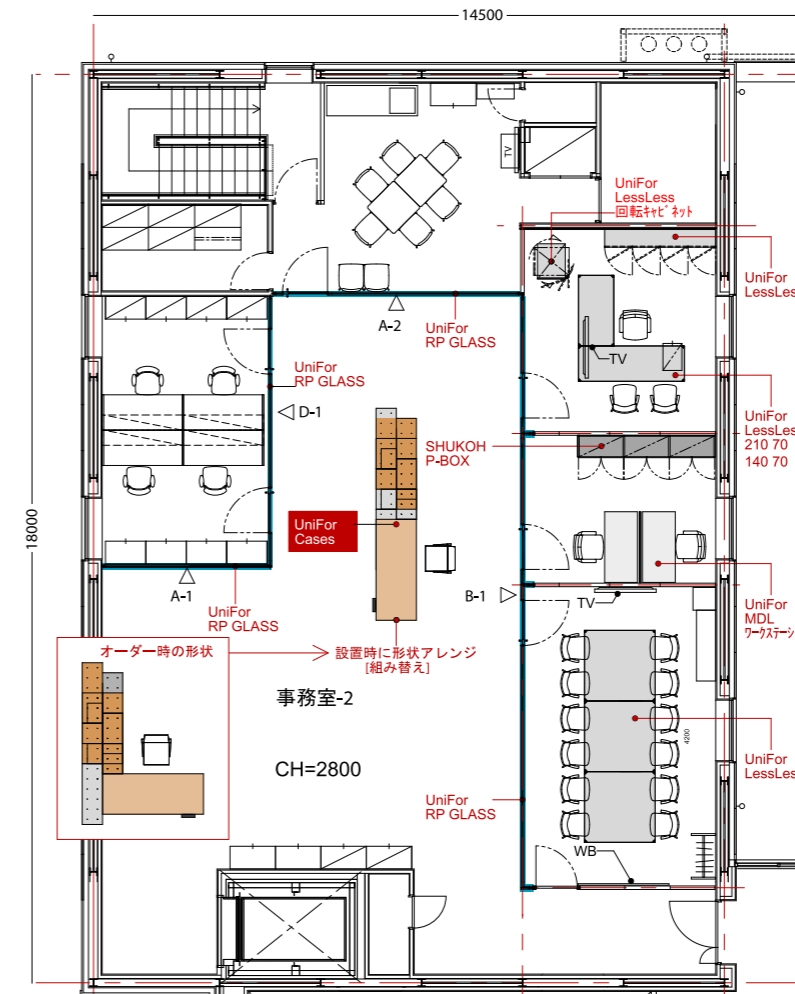 14500
18000
TV
UniFor
LessLess
回転ｷｬﾋﾞﾈｯﾄ
UniFor
LessLes
A-2
UniFor
RP GLASS
UniFor
RP GLASS
D-1
TV
SHUKOH
P-BOX
UniFor
LessLes
210 70
140 70
UniFor
Cases
A-1
UniFor
RP GLASS
B-1
TV
UniFor
MDL
ﾜｰｸｽﾃｰｼ
オーダー時の形状
設置時に形状アレンジ
[組み替え]
事務室-2
CH=2800
4200
UniFor
LessLes
UniFor
RP GLASS
WB